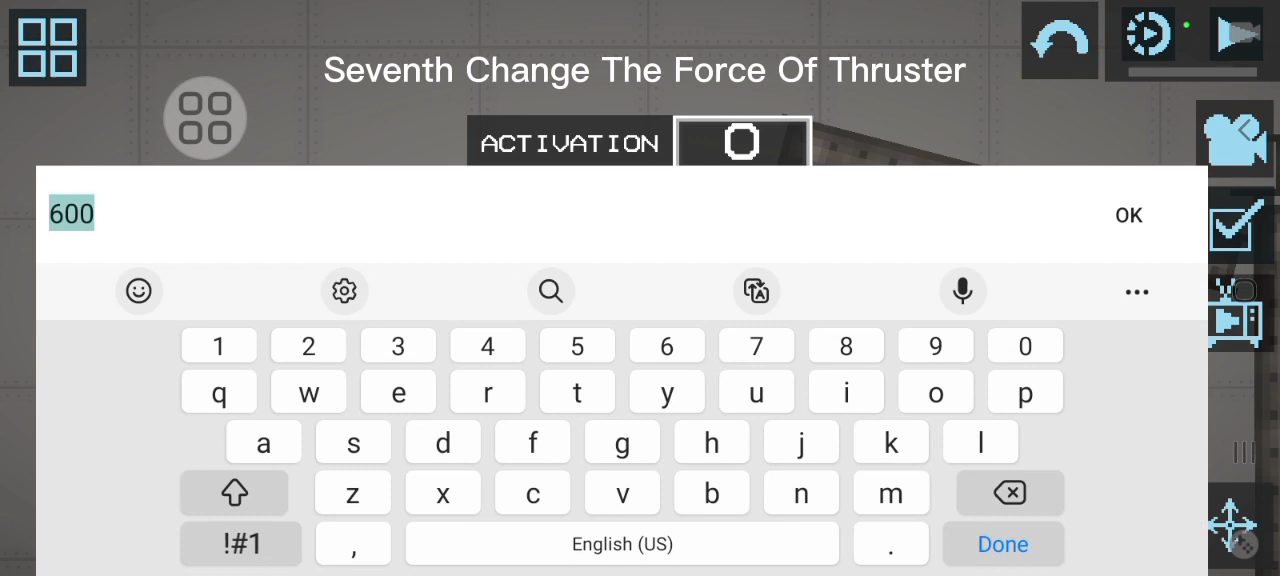 Seventh Change The Force Of Thruster
ACTIVATION 0
600
OK
1 2 3 4 5 6 7 8 9 0
q w e r t y u i o p
a s d f g h j k l
z x c v b n m
!#1 , English (US) . Done